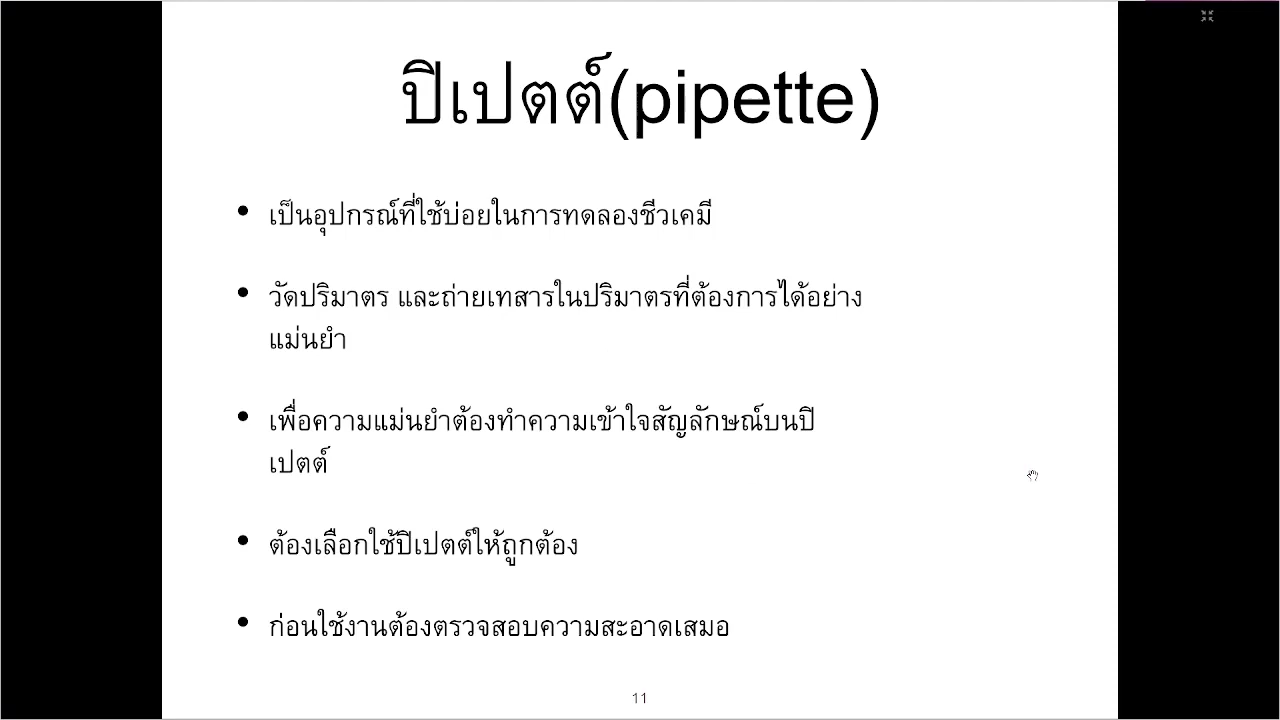 ปิเปตต์(pipette)
• เป็นอุปกรณ์ที่ใช้บ่อยในการทดลองชีวเคมี
• วัดปริมาตร และถ่ายเทสารในปริมาตรที่ต้องการได้อย่าง
แม่นยำ
• เพื่อความแม่นยำต้องทำความเข้าใจสัญลักษณ์บนปิ
เปตต์
• ต้องเลือกใช้ปิเปตต์ให้ถูกต้อง
• ก่อนใช้งานต้องตรวจสอบความสะอาดเสมอ
11